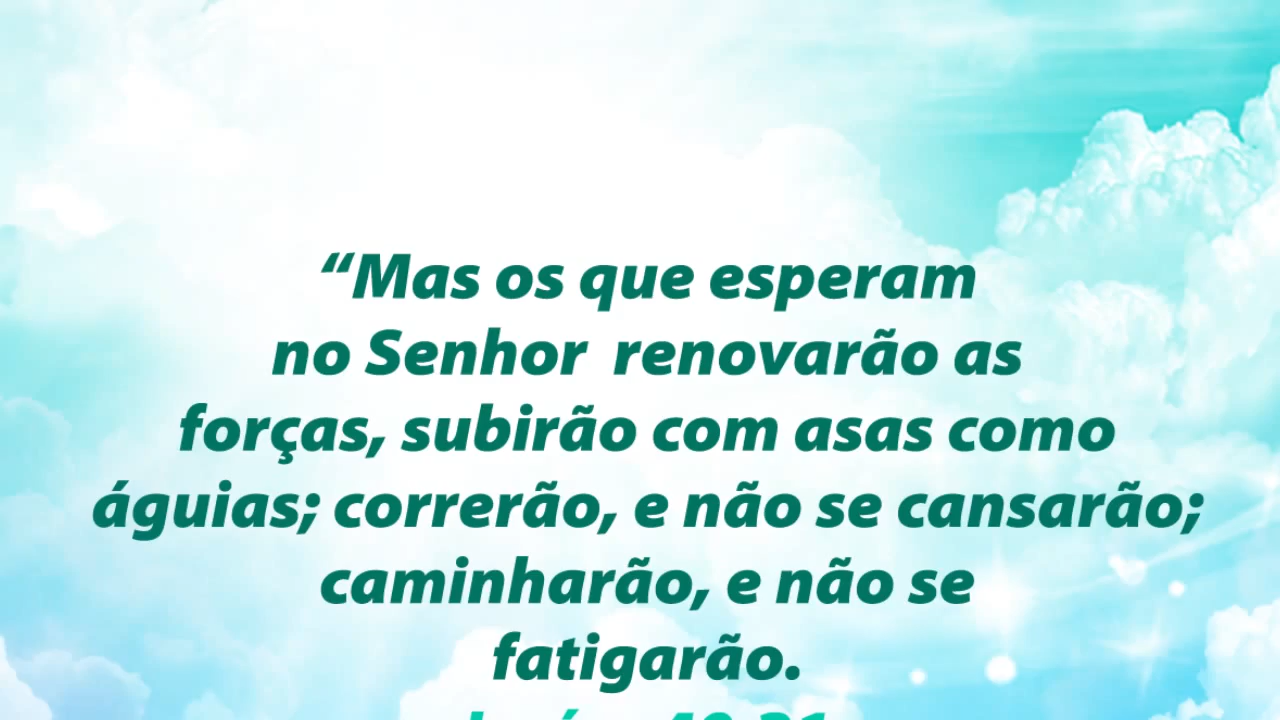 “Mas os que esperam
no Senhor  renovarão as
forças, subirão com asas como
águias; correrão, e não se cansarão;
caminharão, e não se
fatigarão.